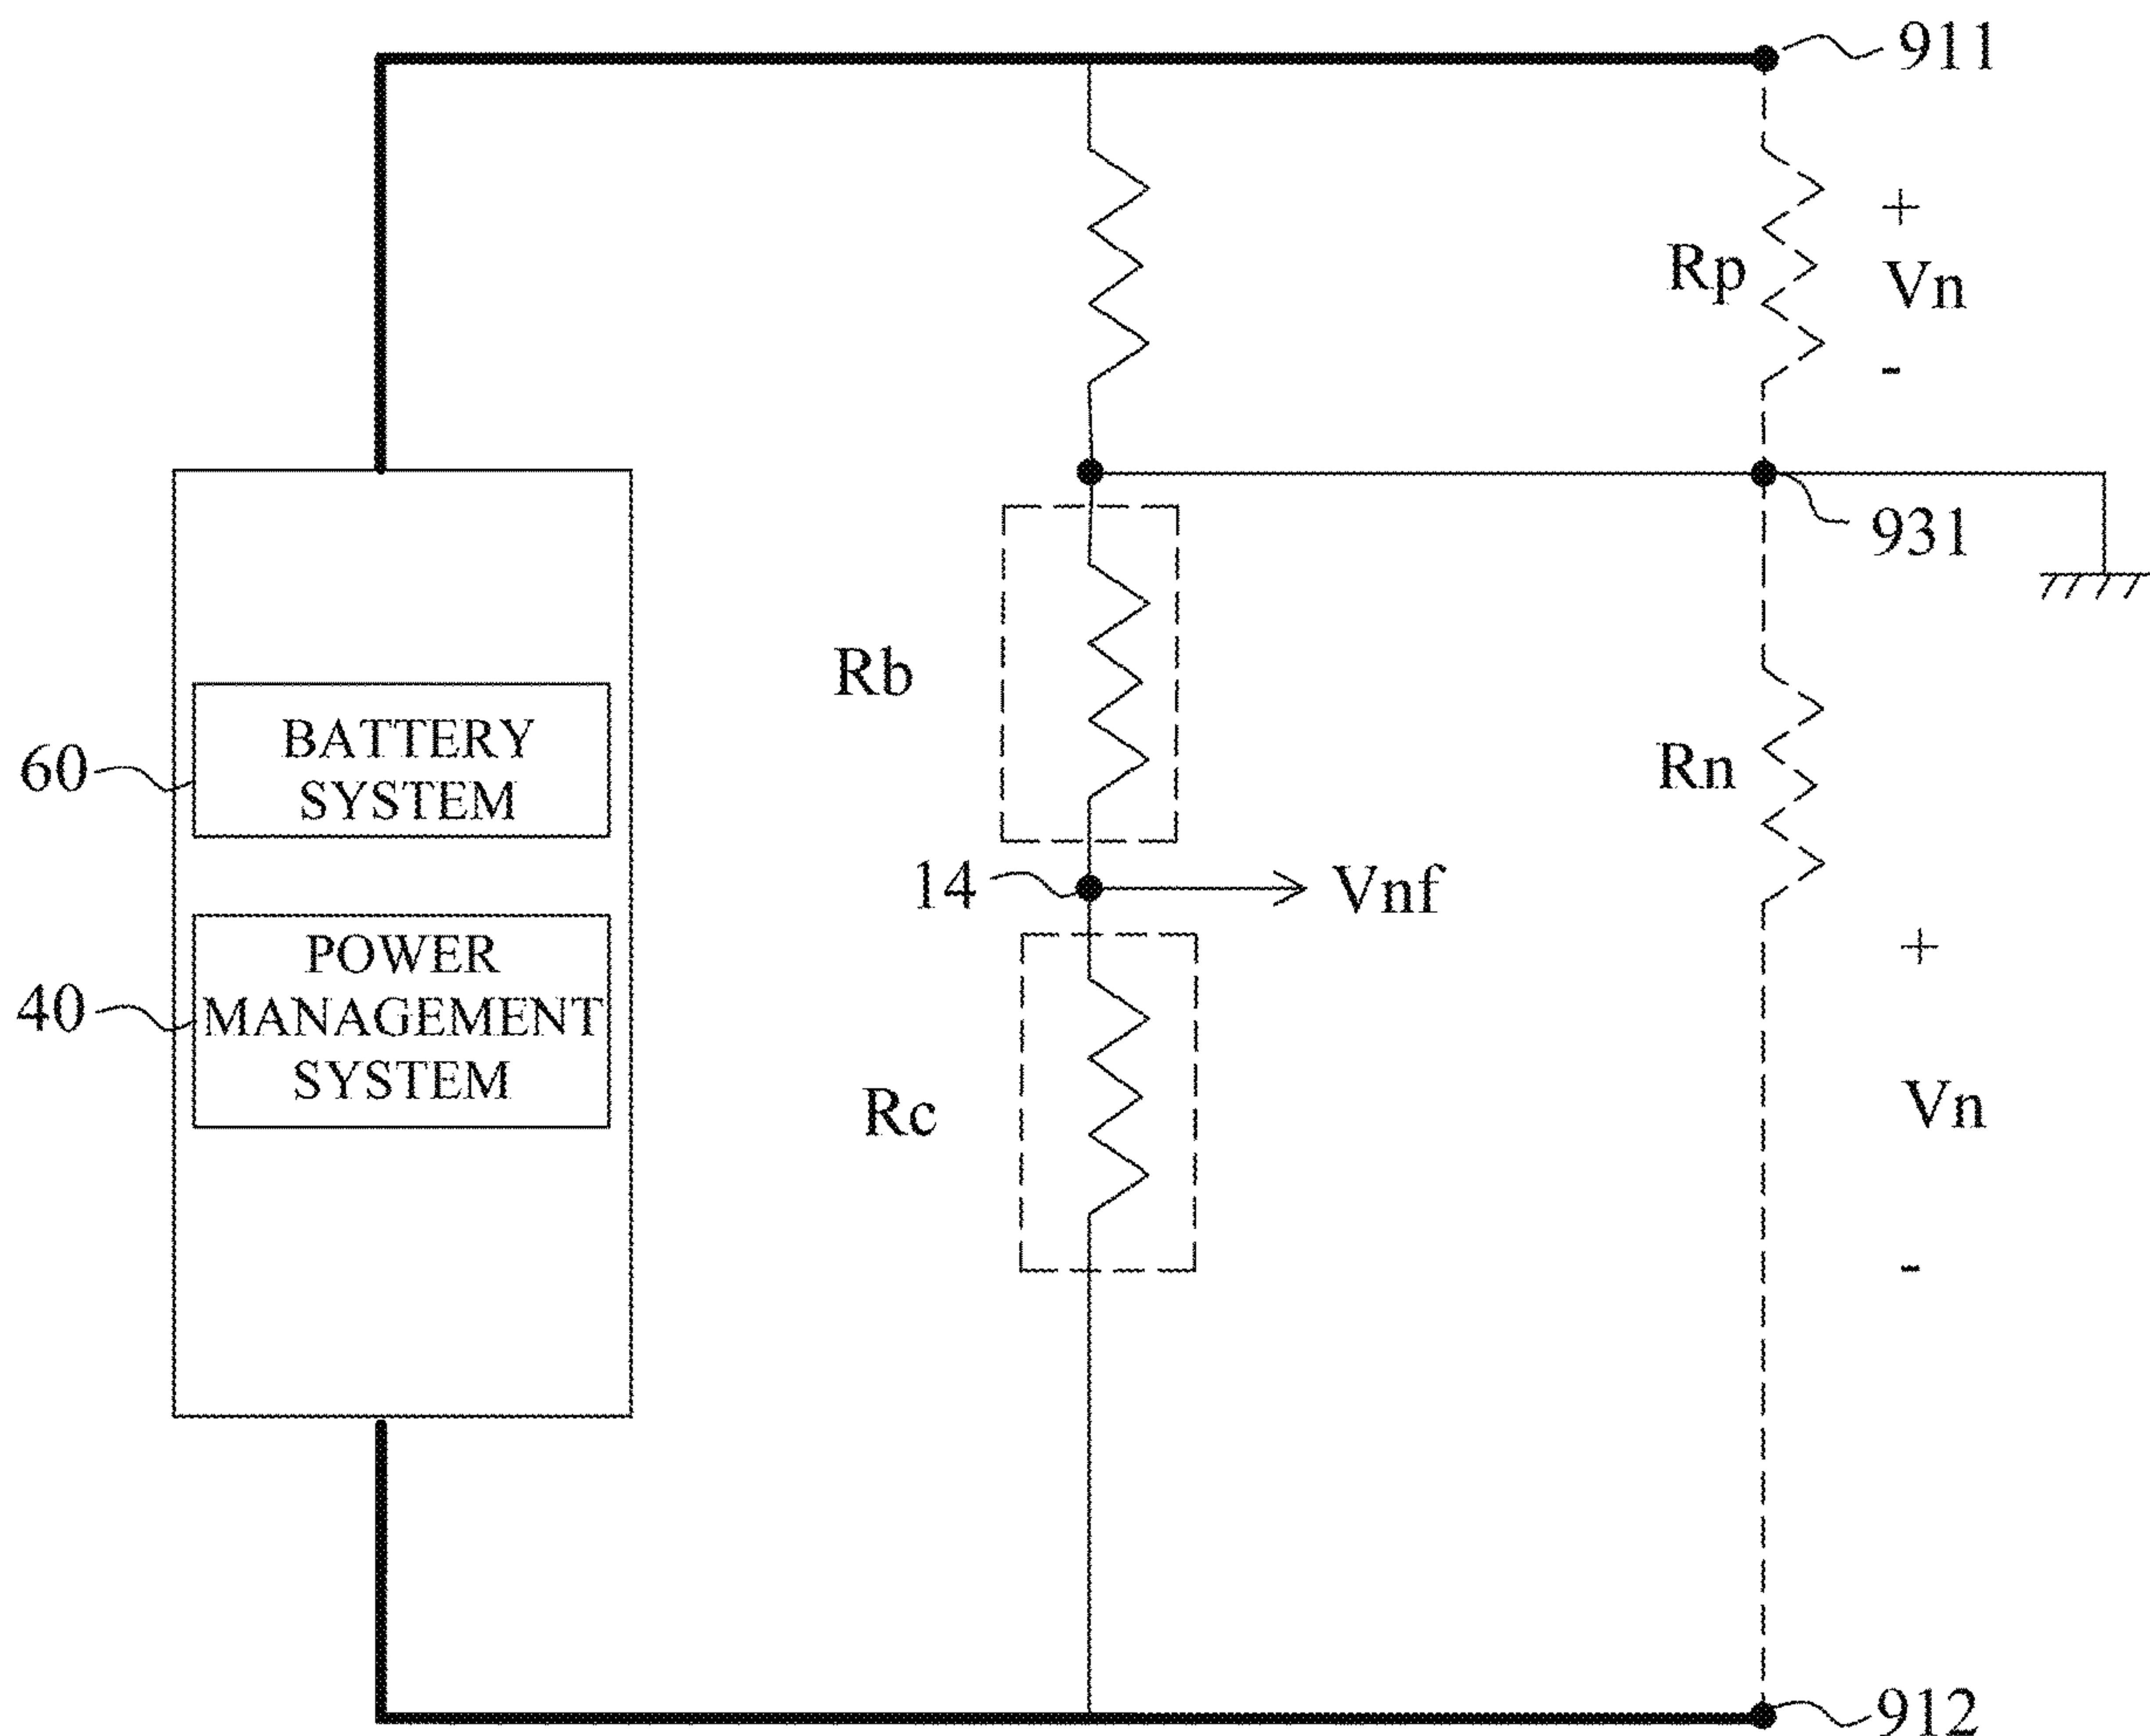 911
+
Rp
Vn
-
931
Rb
Rn
60
BATTERY
SYSTEM
14
Vnf
40
POWER
MANAGEMENT
SYSTEM
+
Rc
Vn
-
912